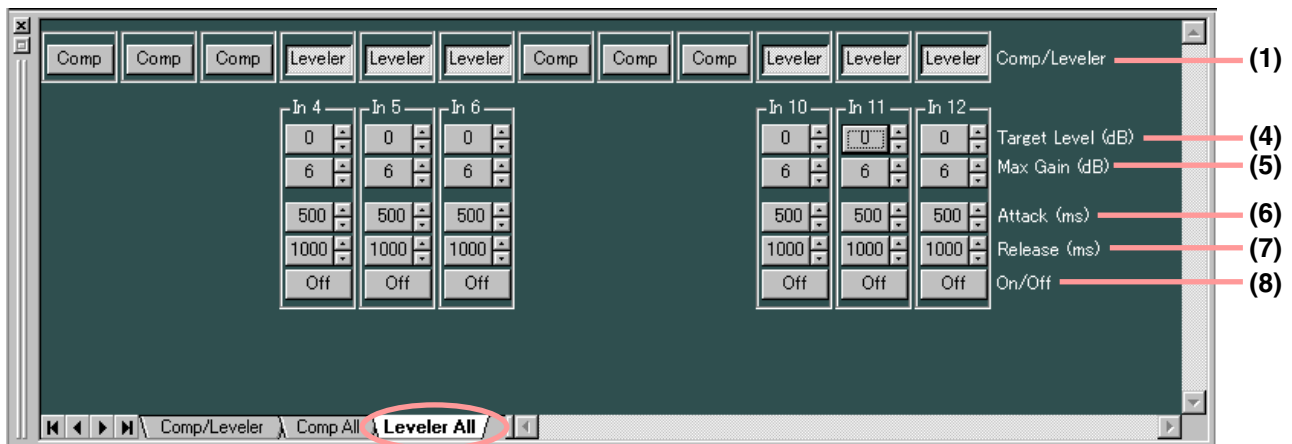 Comp Comp Comp Leveler Leveler Leveler Comp Comp Comp Leveler Leveler Leveler Comp/Leveler (1)
In 4 In 5 In 6 In 10 In 11 In 12
0 0 0 0 0 0 Target Level (dB) (4)
6 6 6 6 6 6 Max Gain (dB) (5)
500 500 500 500 500 500 Attack (ms) (6)
1000 1000 1000 1000 1000 1000 Release (ms) (7)
Off Off Off Off Off Off On/Off (8)
Comp/Leveler Comp All Leveler All